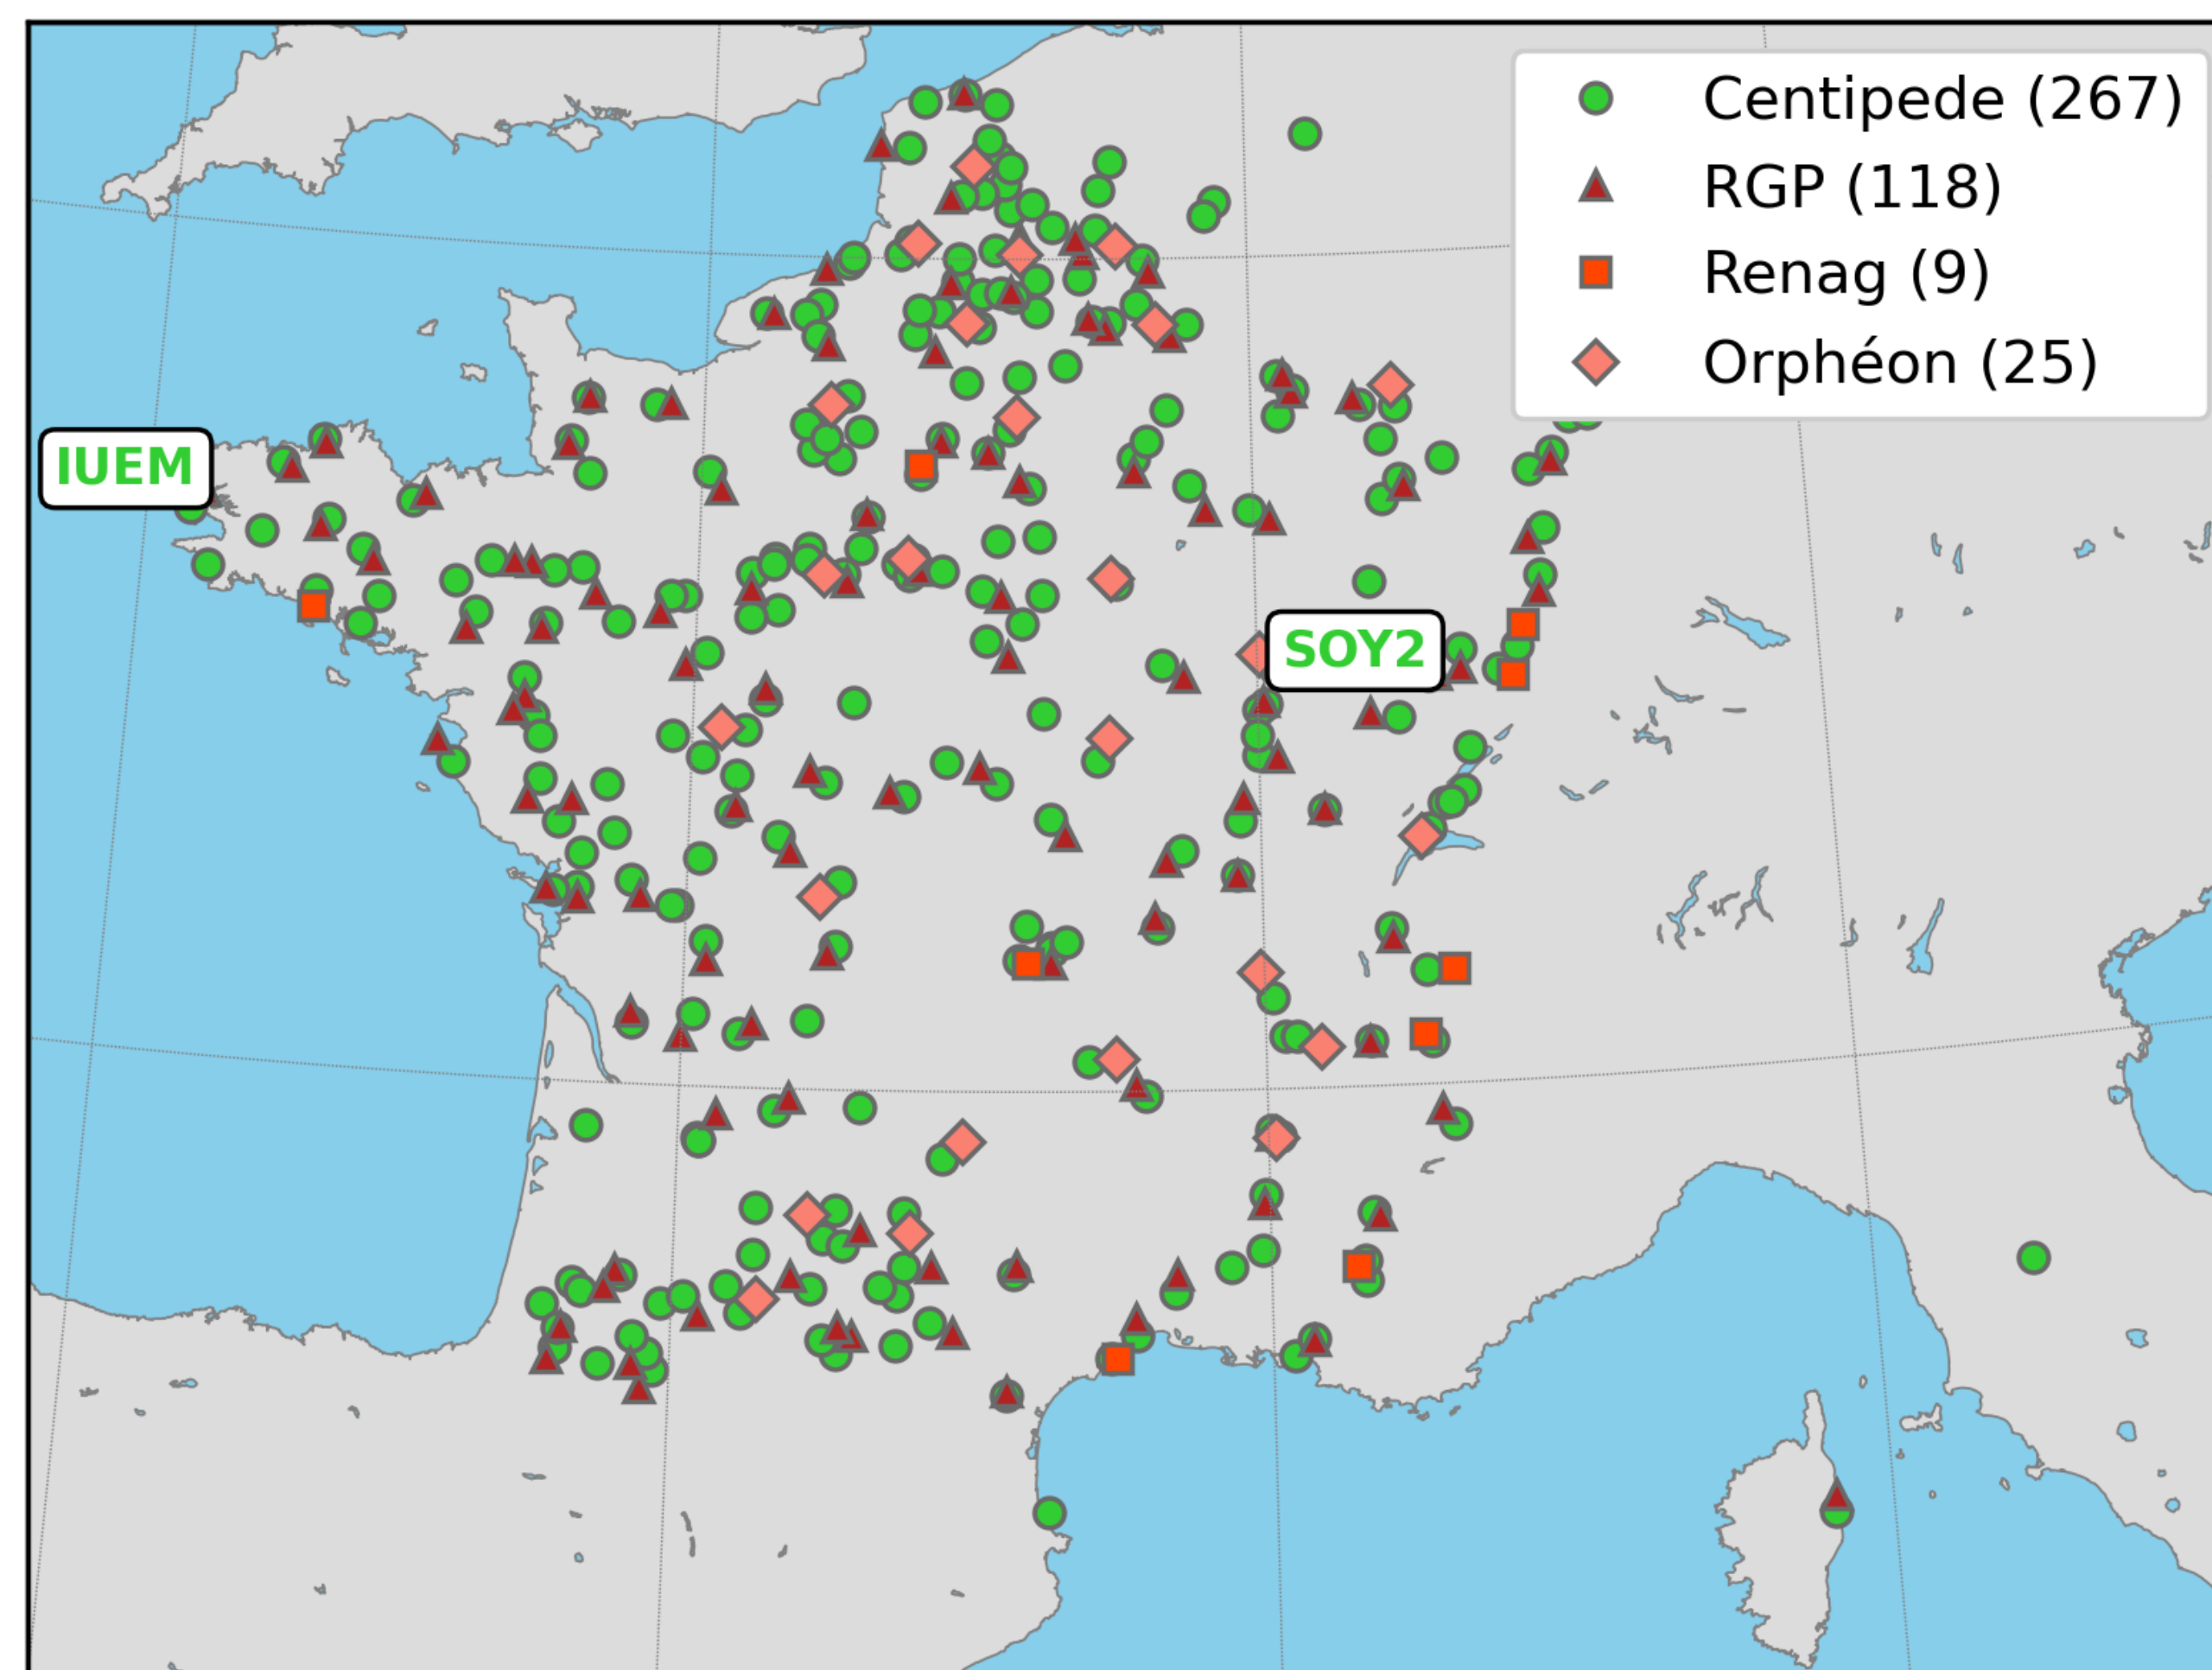 Centipede (267)
RGP (118)
Renag (9)
Orphéon (25)
IUEM
SOY2